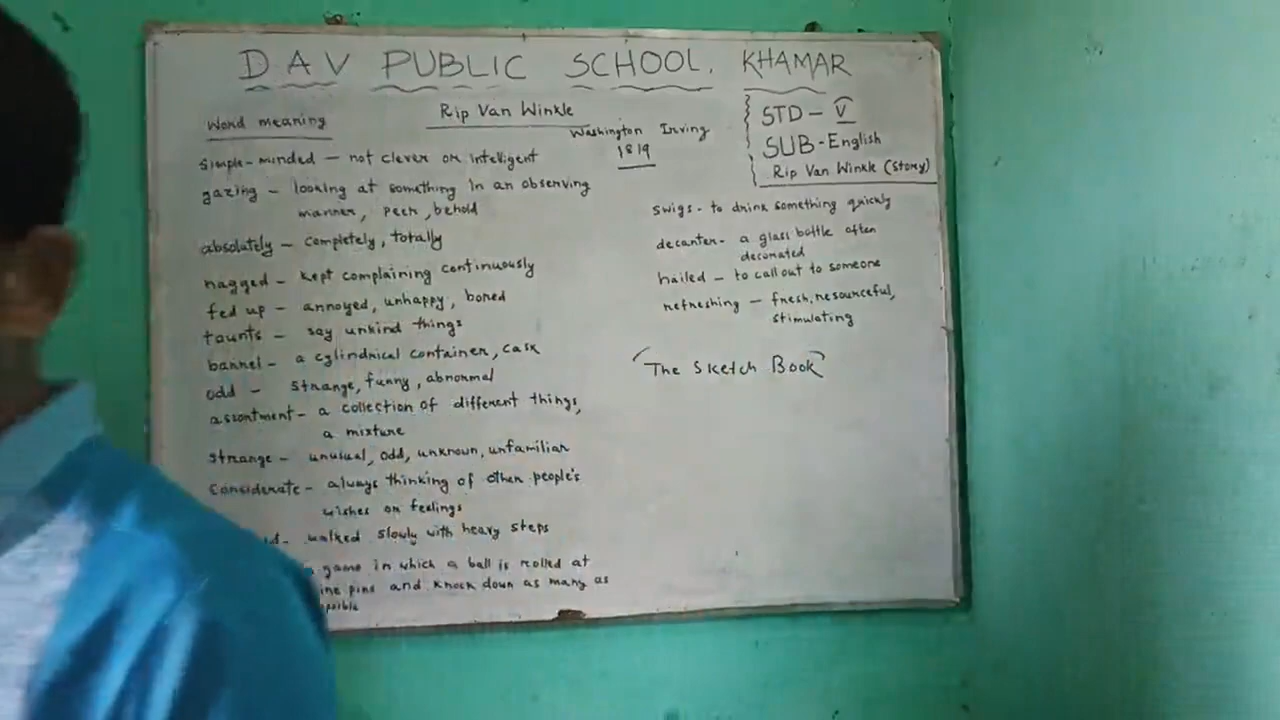 DAV PUBLIC SCHOOL, KHAMAR
Rip Van Winkle
Washington Irving
1819
STD - V
SUB - English
Rip Van Winkle (Story)
Word meaning
Simple-minded - not clever or intelligent
gazing - looking at something in an observing
manner, peer, behold
absolutely - completely, totally
nagged - kept complaining continuously
fed up - annoyed, unhappy, bored
taunts - say unkind things
barrel - a cylindrical container, cask
odd - strange, funny, abnormal
assortment - a collection of different things,
a mixture
strange - unusual, odd, unknown, unfamiliar
Considerate - always thinking of other people's
wishes or feelings
- walked slowly with heavy steps
game in which a ball is rolled at
pins and knock down as many as
swigs - to drink something quickly
decanter - a glass bottle often
decorated
hailed - to call out to someone
refreshing - fresh, resourceful,
stimulating
"The Sketch Book"